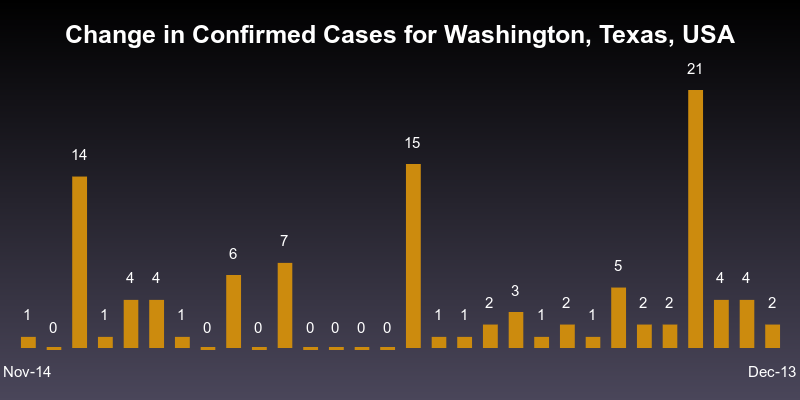 Change in Confirmed Cases for Washington, Texas, USA
1 0 14 1 4 4 1 0 6 0 7 0 0 0 0 15 1 1 2 3 1 2 1 5 2 2 21 4 4 2
Nov-14 Dec-13